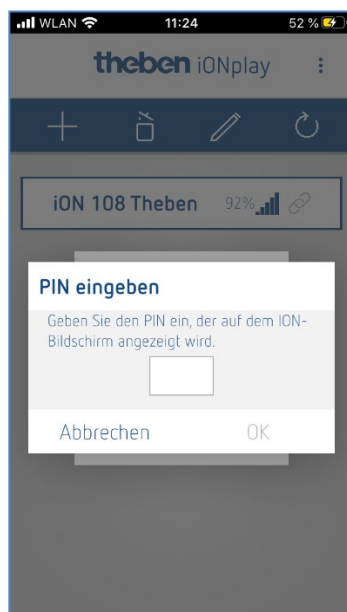 WLAN 11:24 52 %
theben iONplay
iON 108 Theben 92%
PIN eingeben
Geben Sie den PIN ein, der auf dem ION-
Bildschirm angezeigt wird.
Abbrechen OK